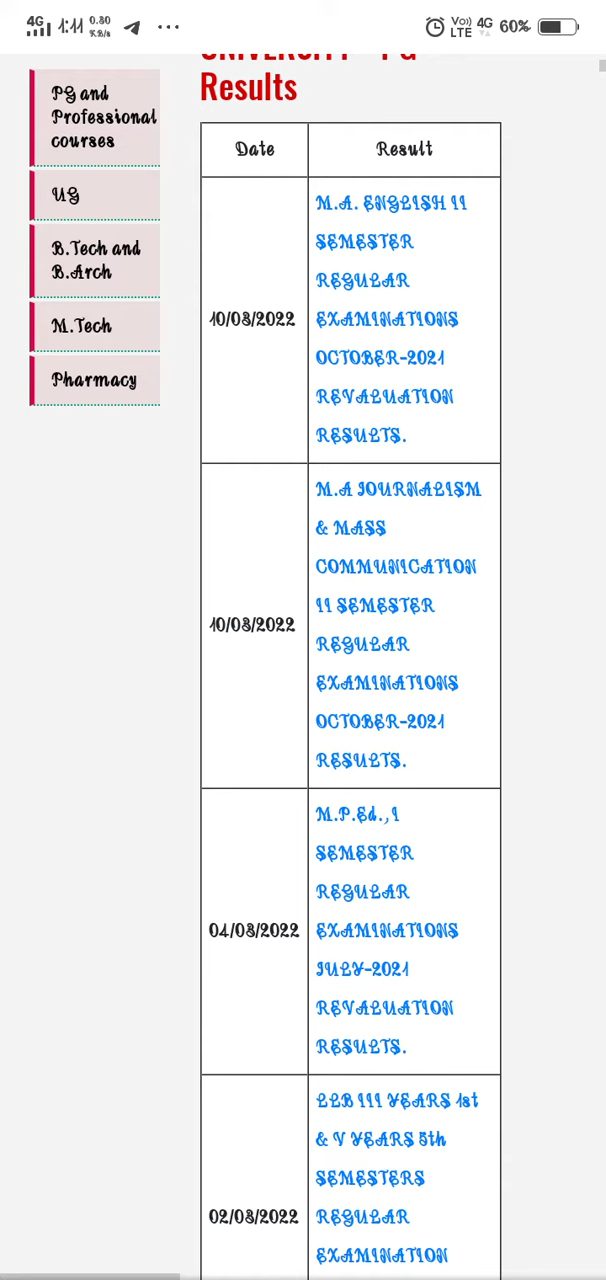 4G 1:11 0.80 KB/s ...
Vo)) LTE 4G 60%
PG and
Professional
courses
UG
B.Tech and
B.Arch
M.Tech
Pharmacy
UNIVERSITY - PG
Results
Date Result
10/03/2022
M.A. ENGLISH II
SEMESTER
REGULAR
EXAMINATIONS
OCTOBER-2021
REVALUATION
RESULTS.
10/03/2022
M.A JOURNALISM
& MASS
COMMUNICATION
II SEMESTER
REGULAR
EXAMINATIONS
OCTOBER-2021
RESULTS.
04/03/2022
M.P.Ed.,I
SEMESTER
REGULAR
EXAMINATIONS
JULY-2021
REVALUATION
RESULTS.
02/03/2022
LLB III YEARS 1st
& V YEARS 5th
SEMESTERS
REGULAR
EXAMINATION